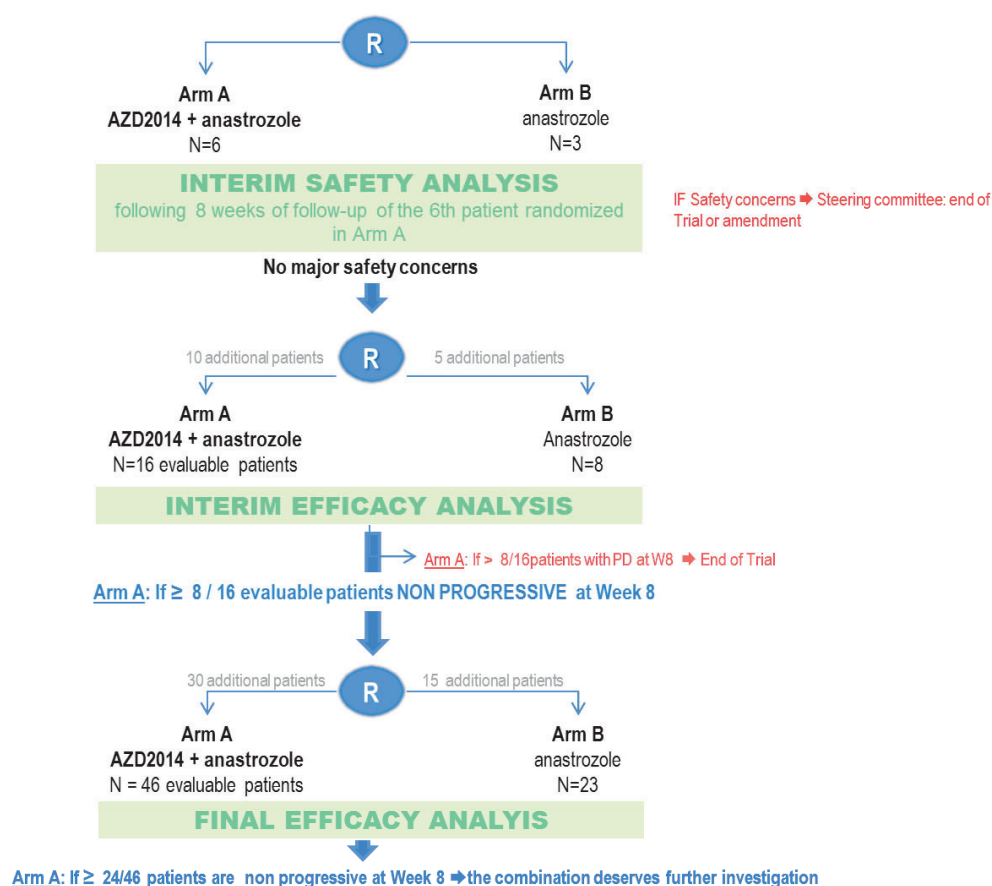 R
Arm A
AZD2014 + anastrozole
N=6
Arm B
anastrozole
N=3
INTERIM SAFETY ANALYSIS
following 8 weeks of follow-up of the 6th patient randomized
in Arm A
IF Safety concerns ➡ Steering committee: end of
Trial or amendment
No major safety concerns
10 additional patients
R
5 additional patients
Arm A
AZD2014 + anastrozole
N=16 evaluable patients
Arm B
Anastrozole
N=8
INTERIM EFFICACY ANALYSIS
Arm A: If > 8/16patients with PD at W8 ➡ End of Trial
Arm A: If ≥ 8 / 16 evaluable patients NON PROGRESSIVE at Week 8
30 additional patients
R
15 additional patients
Arm A
AZD2014 + anastrozole
N = 46 evaluable patients
Arm B
anastrozole
N=23
FINAL EFFICACY ANALYIS
Arm A: If ≥ 24/46 patients are non progressive at Week 8 ➡the combination deserves further investigation